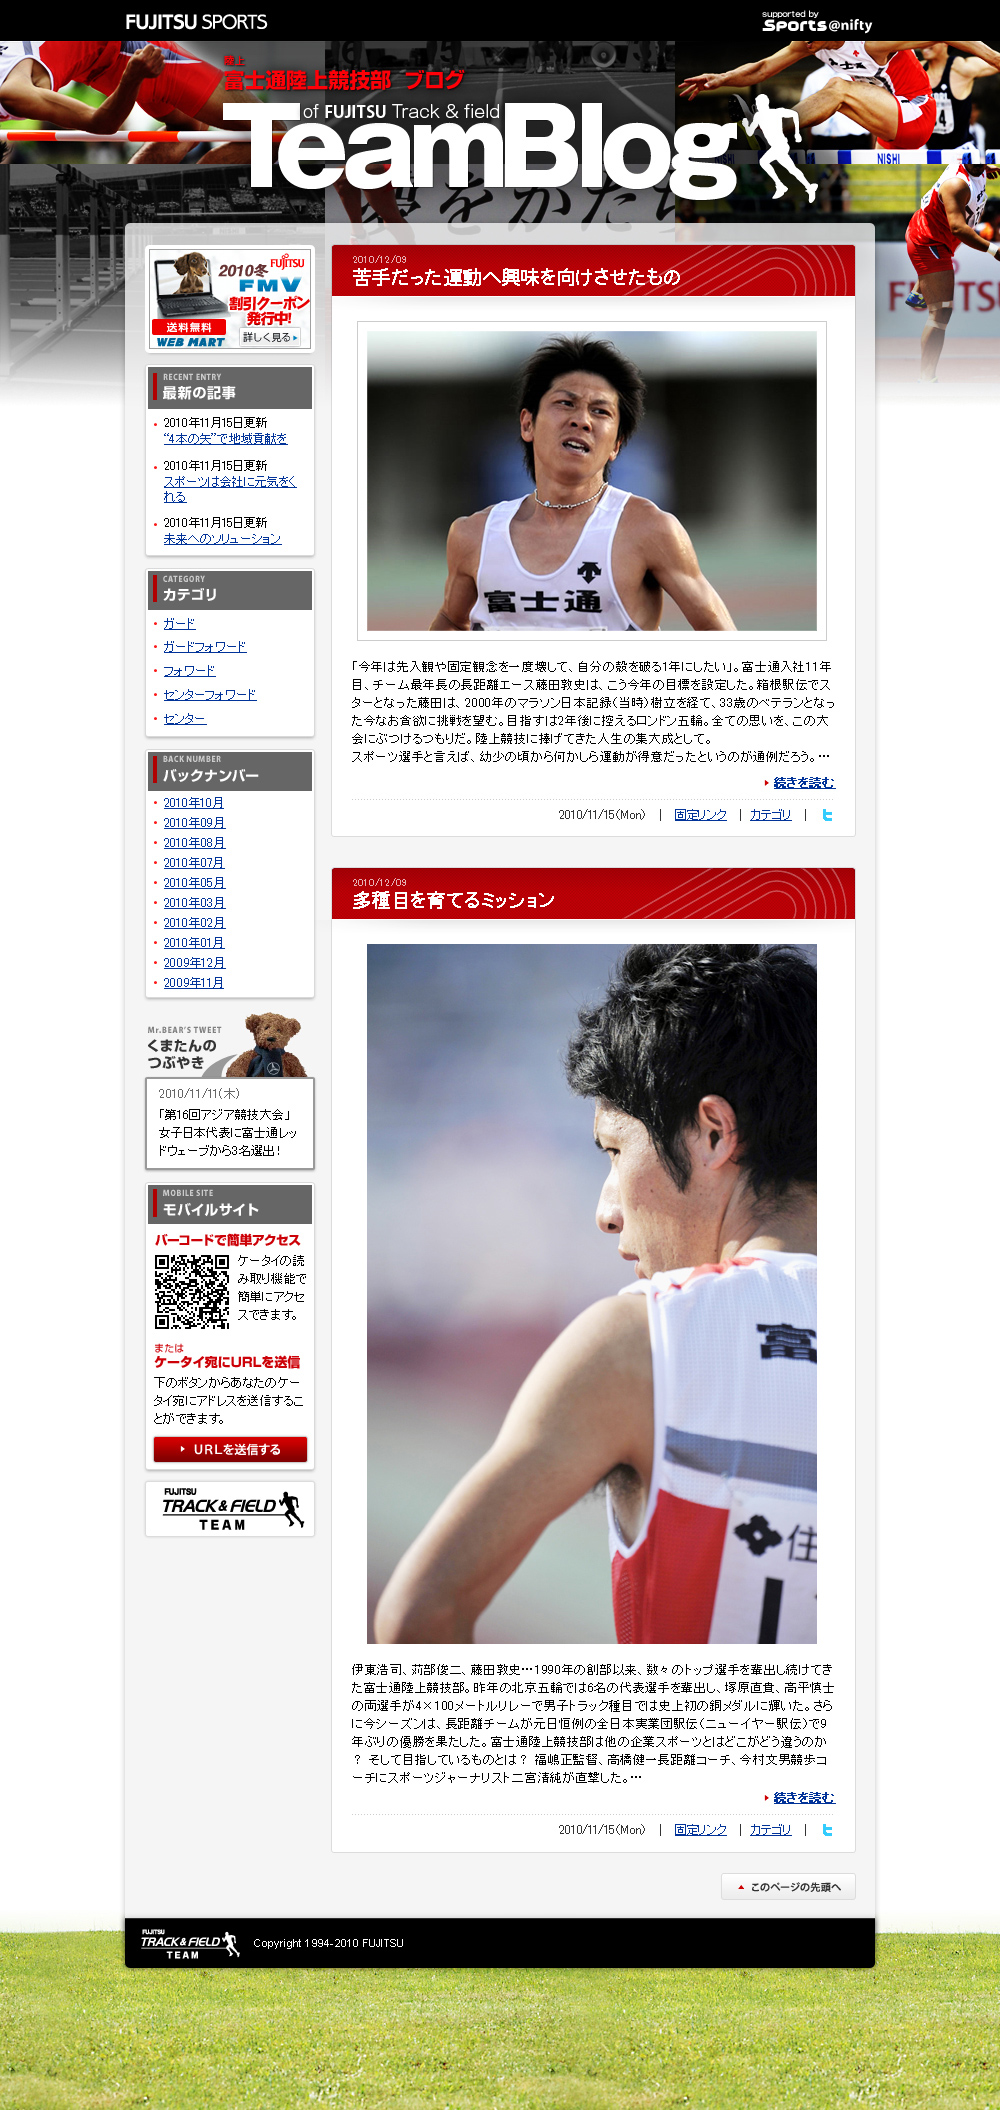 FUJITSU SPORTS
supported by
Sports@nifty
陸上
富士通陸上競技部 ブログ
of FUJITSU Track & field
TeamBlog
NISHI
FUJITSU
2010冬
FMV
割引クーポン
発行中!
送料無料
WEB MART
詳しく見る
RECENT ENTRY
最新の記事
2010年11月15日更新
“4本の矢”で地域貢献を
2010年11月15日更新
スポーツは会社に元気をく
れる
2010年11月15日更新
未来へのソリューション
CATEGORY
カテゴリ
ガード
ガードフォワード
フォワード
センターフォワード
センター
BACK NUMBER
バックナンバー
2010年10月
2010年09月
2010年08月
2010年07月
2010年05月
2010年03月
2010年02月
2010年01月
2009年12月
2009年11月
Mr.BEAR'S TWEET
くまたんの
つぶやき
2010/11/11(木)
「第16回アジア競技大会」
女子日本代表に富士通レッ
ドウェーブから3名選出!
MOBILE SITE
モバイルサイト
バーコードで簡単アクセス
ケータイの読
み取り機能で
簡単にアクセ
スできます。
または
ケータイ宛にURLを送信
下のボタンからあなたのケー
タイ宛にアドレスを送信するこ
とができます。
URLを送信する
FUJITSU
TRACK & FIELD
TEAM
2010/12/09
苦手だった運動へ興味を向けさせたもの
富士通
「今年は先入観や固定観念を一度壊して、自分の殻を破る1年にしたい」。富士通入社11年
目、チーム最年長の長距離エース藤田敦史は、こう今年の目標を設定した。箱根駅伝でス
ターとなった藤田は、2000年のマラソン日本記録(当時)樹立を経て、33歳のベテランとなっ
た今なお貪欲に挑戦を望む。目指すは2年後に控えるロンドン五輪。全ての思いを、この大
会にぶつけるつもりだ。陸上競技に捧げてきた人生の集大成として。
スポーツ選手と言えば、幼少の頃から何かしら運動が得意だったというのが通例だろう。…
続きを読む
2010/11/15(Mon) | 固定リンク | カテゴリ |
2010/12/09
多種目を育てるミッション
富
住
伊東浩司、苅部俊二、藤田敦史…1990年の創部以来、数々のトップ選手を輩出し続けてき
た富士通陸上競技部。昨年の北京五輪では6名の代表選手を輩出し、塚原直貴、高平慎士
の両選手が4×100メートルリレーで男子トラック種目では史上初の銅メダルに輝いた。さら
に今シーズンは、長距離チームが元日恒例の全日本実業団駅伝(ニューイヤー駅伝)で9
年ぶりの優勝を果たした。富士通陸上競技部は他の企業スポーツとはどこがどう違うのか
？ そして目指しているものとは？ 福嶋正監督、高橋健一長距離コーチ、今村文男競歩コ
ーチにスポーツジャーナリスト二宮清純が直撃した。…
続きを読む
2010/11/15(Mon) | 固定リンク | カテゴリ |
このページの先頭へ
FUJITSU
TRACK & FIELD
TEAM
Copyright 1994-2010 FUJITSU